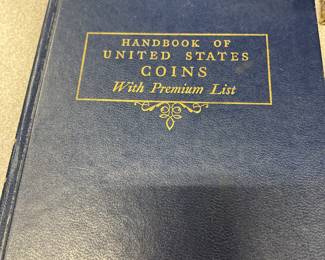 HANDBOOK OF
UNITED STATES
COINS
With Premium List